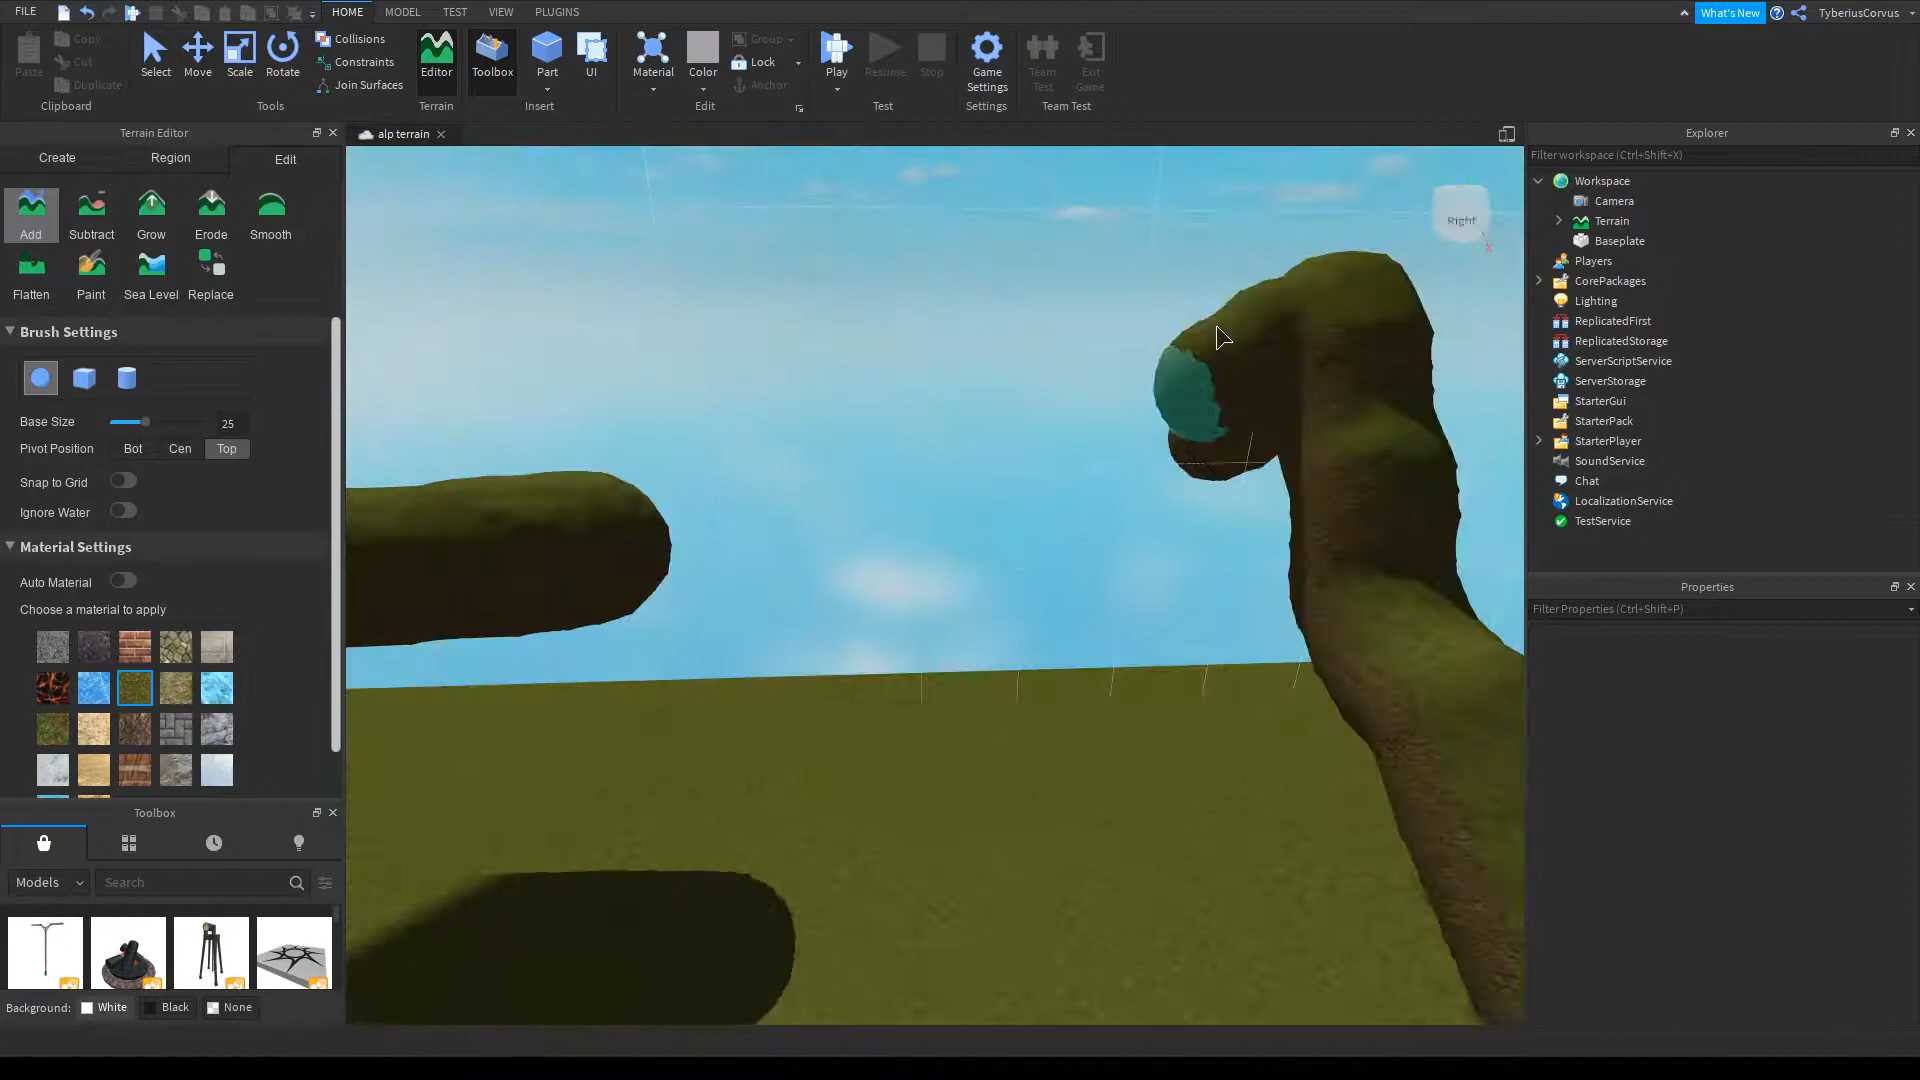 FILE HOME MODEL TEST VIEW PLUGINS What's New TyberiusCorvus
Paste Copy Cut Duplicate Select Move Scale Rotate Collisions Constraints Join Surfaces Editor Toolbox Part UI Material Color Group Lock Anchor Play Resume Stop Game Settings Team Test Exit Game
Clipboard Tools Terrain Insert Edit Test Settings Team Test
Terrain Editor
alp terrain
Explorer
Create Region Edit
Filter workspace (Ctrl+Shift+X)
Add Subtract Grow Erode Smooth
Flatten Paint Sea Level Replace
Brush Settings
Base Size 25
Pivot Position Bot Cen Top
Snap to Grid
Ignore Water
Material Settings
Auto Material
Choose a material to apply
Toolbox
Models Search
Background: White Black None
Right
X
Workspace
Camera
Terrain
Baseplate
Players
CorePackages
Lighting
ReplicatedFirst
ReplicatedStorage
ServerScriptService
ServerStorage
StarterGui
StarterPack
StarterPlayer
SoundService
Chat
LocalizationService
TestService
Properties
Filter Properties (Ctrl+Shift+P)